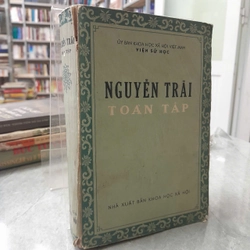 ỦY BAN KHOA HỌC XÃ HỘI VIỆT NAM
VIỆN SỬ HỌC
NGUYỄN TRÃI
TOÀN TẬP
NHÀ XUẤT BẢN KHOA HỌC XÃ HỘI